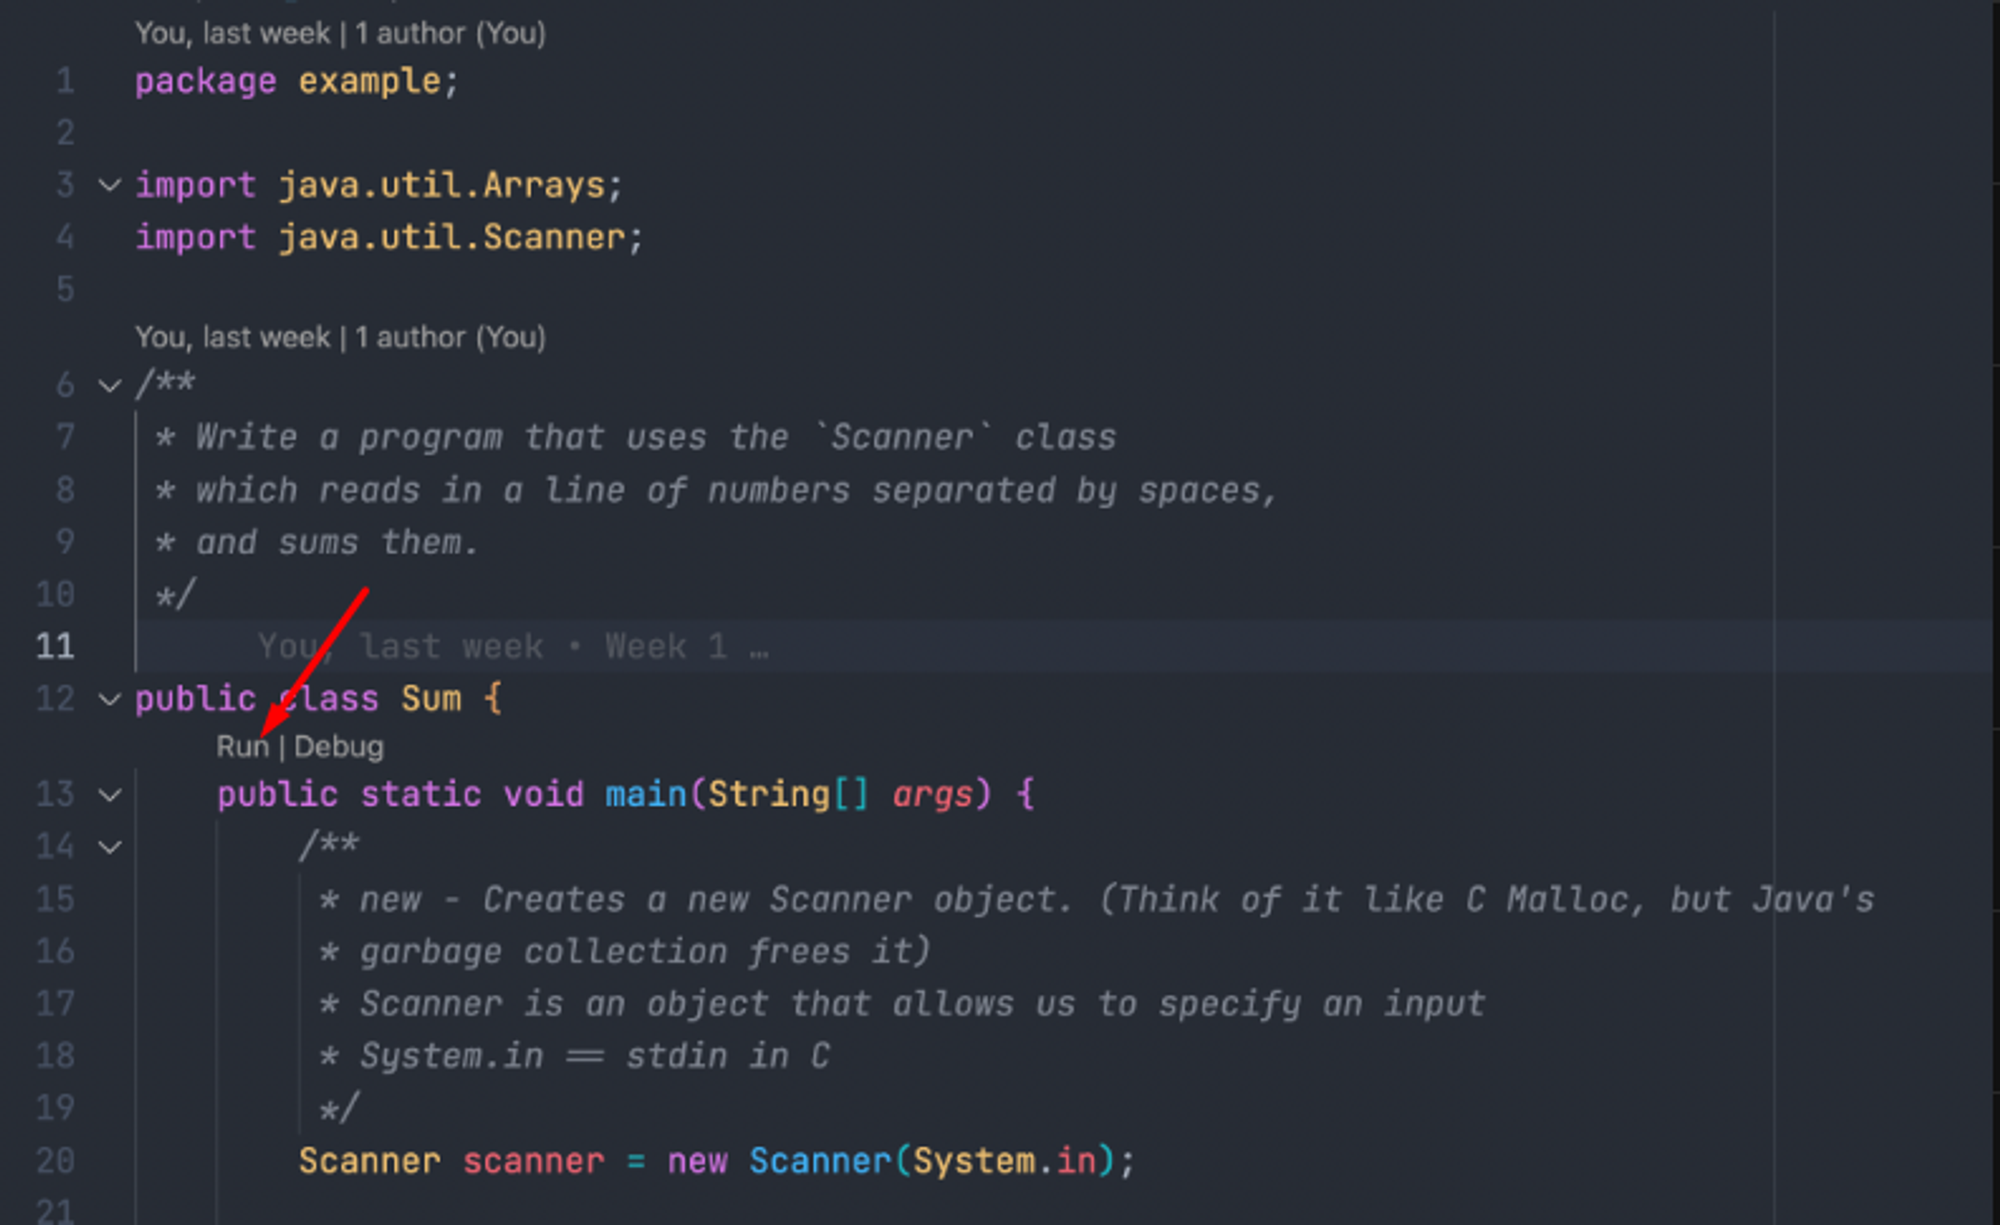 You, last week | 1 author (You)
1 package example;
2
3 import java.util.Arrays;
4 import java.util.Scanner;
5
You, last week | 1 author (You)
6 /**
7 * Write a program that uses the `Scanner` class
8 * which reads in a line of numbers separated by spaces,
9 * and sums them.
10 */
11 You, last week • Week 1 …
12 public class Sum {
Run | Debug
13 public static void main(String[] args) {
14 /**
15 * new - Creates a new Scanner object. (Think of it like C Malloc, but Java's
16 * garbage collection frees it)
17 * Scanner is an object that allows us to specify an input
18 * System.in == stdin in C
19 */
20 Scanner scanner = new Scanner(System.in);
21